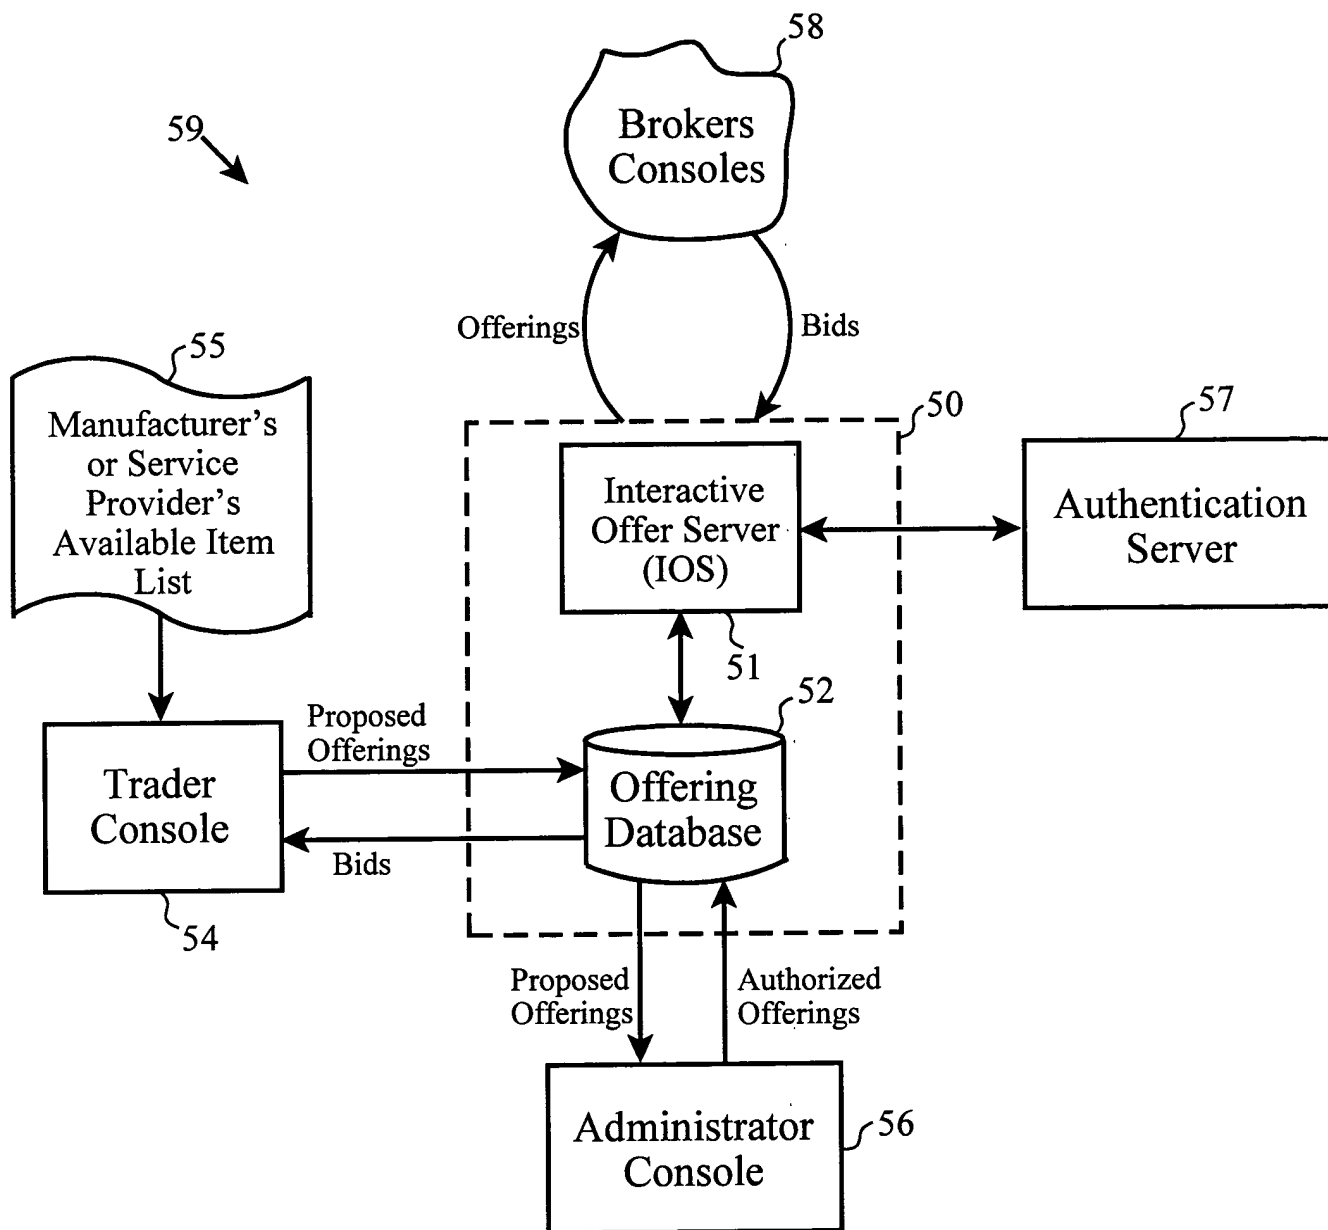 58
Brokers
Consoles
59
Offerings
Bids
55
Manufacturer's
or Service
Provider's
Available Item
List
50
57
Interactive
Offer Server
(IOS)
Authentication
Server
51
52
Proposed
Offerings
Trader
Console
Offering
Database
Bids
54
Proposed
Offerings
Authorized
Offerings
Administrator
Console
56